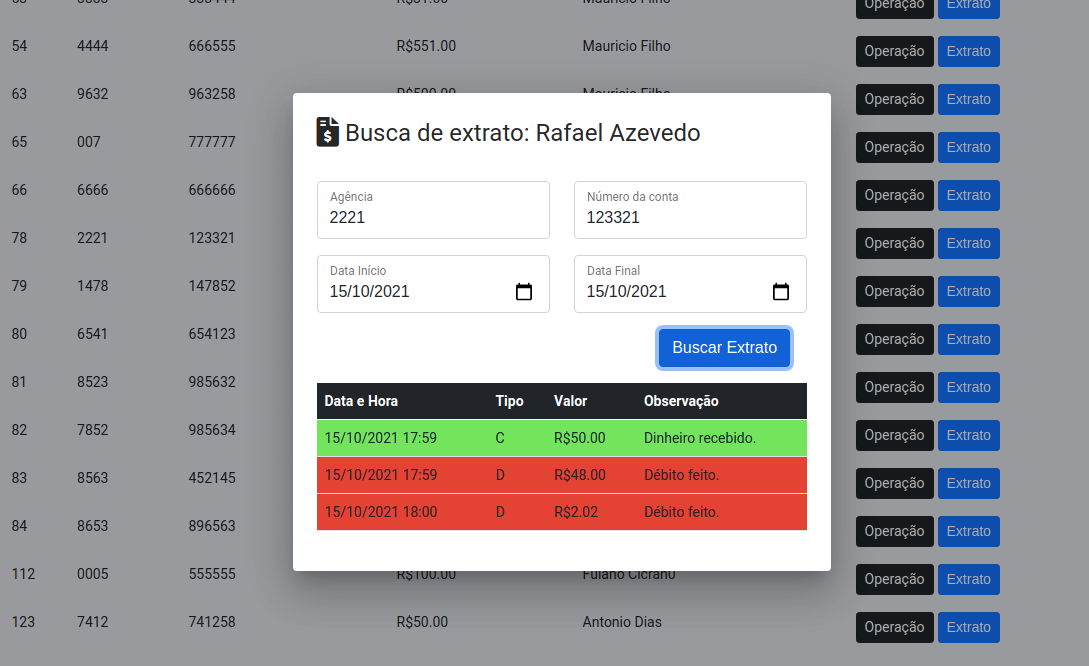 Operação Extrato
54 4444 666555 R$551.00 Mauricio Filho Operação Extrato
63 9632 963258 Operação Extrato
Busca de extrato: Rafael Azevedo
65 007 777777 Operação Extrato
66 6666 666666 Operação Extrato
Agência Número da conta
2221 123321
78 2221 123321 Operação Extrato
Data Início Data Final
15/10/2021 15/10/2021
79 1478 147852 Operação Extrato
80 6541 654123 Operação Extrato
Buscar Extrato
81 8523 985632 Operação Extrato
Data e Hora Tipo Valor Observação
82 7852 985634 Operação Extrato
15/10/2021 17:59 C R$50.00 Dinheiro recebido.
83 8563 452145 Operação Extrato
15/10/2021 17:59 D R$48.00 Débito feito.
15/10/2021 18:00 D R$2.02 Débito feito.
84 8653 896563 Operação Extrato
112 0005 555555 R$100.00 Operação Extrato
123 7412 741258 R$50.00 Antonio Dias Operação Extrato